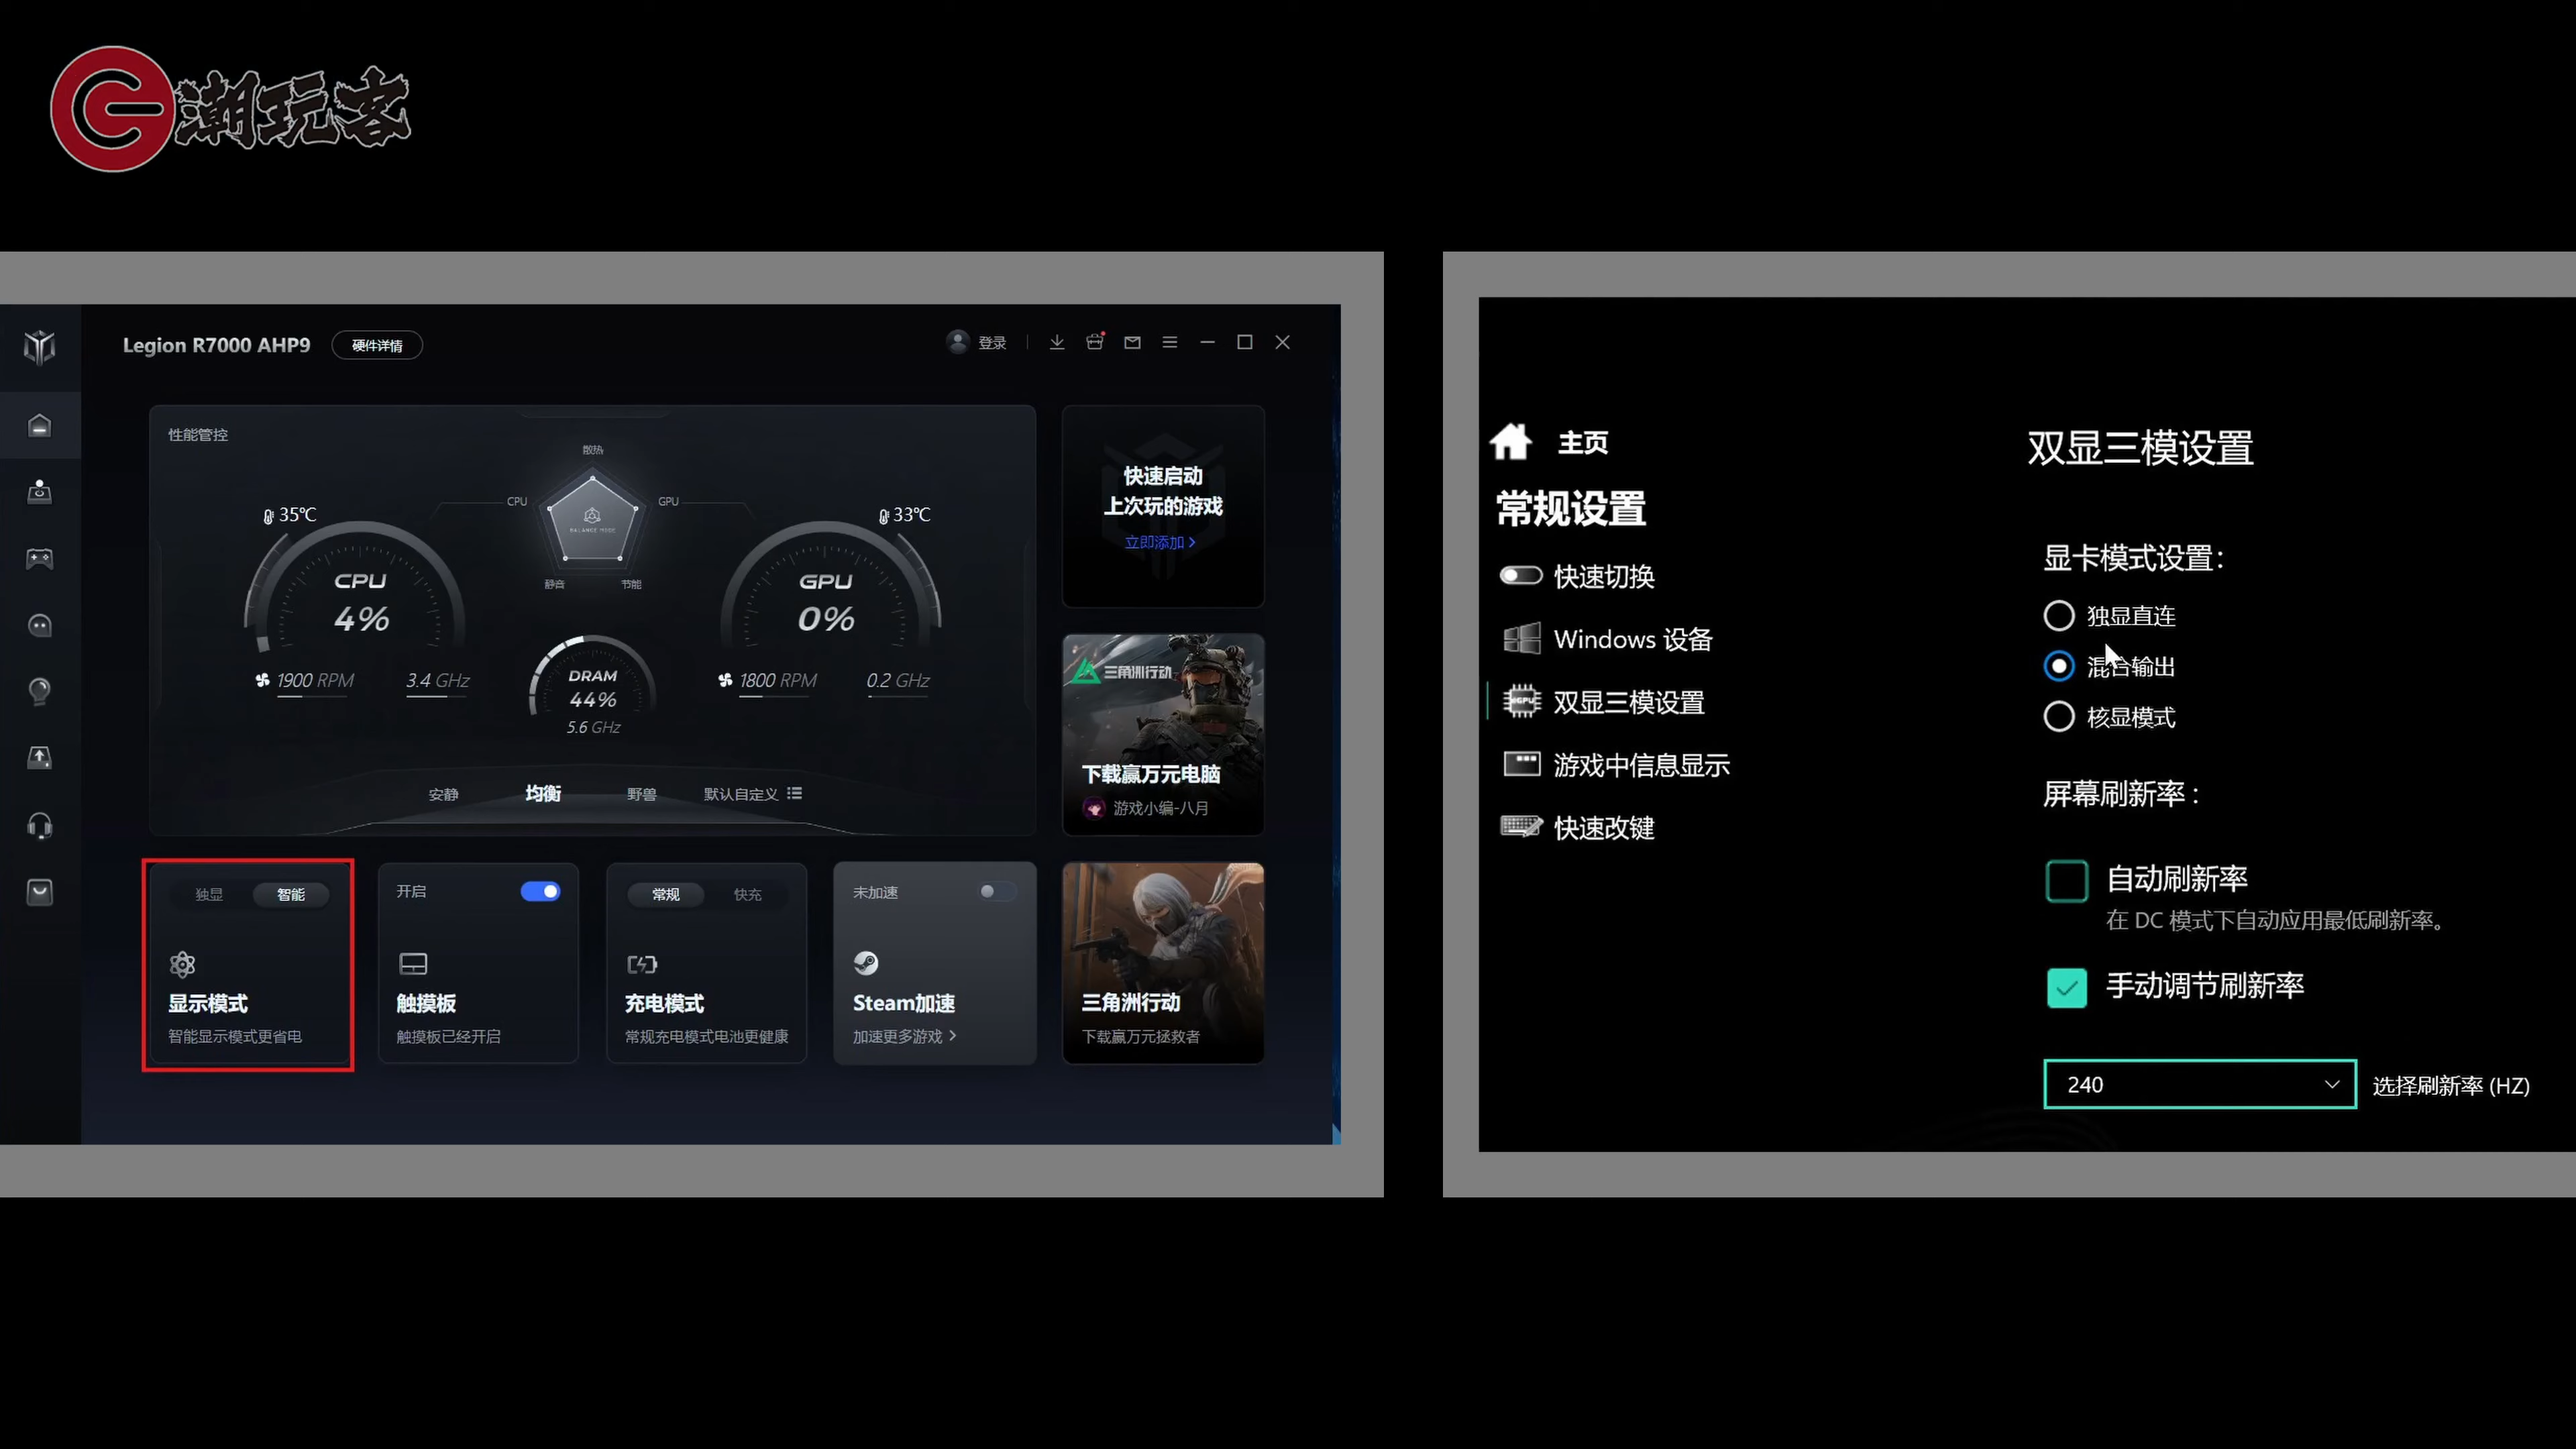 潮玩客
Legion R7000 AHP9
硬件详情
登录
性能管控
散热
CPU
GPU
BALANCE MODE
静音
节能
35℃
CPU
4%
1900 RPM
3.4 GHz
33℃
GPU
0%
1800 RPM
0.2 GHz
DRAM
44%
5.6 GHz
安静
均衡
野兽
默认自定义
快速启动
上次玩的游戏
立即添加 >
三角洲行动
下载赢万元电脑
游戏小编-八月
独显
智能
显示模式
智能显示模式更省电
开启
触摸板
触摸板已经开启
常规
快充
充电模式
常规充电模式电池更健康
未加速
Steam加速
加速更多游戏 >
三角洲行动
下载赢万元拯救者
主页
常规设置
快速切换
Windows 设备
双显三模设置
游戏中信息显示
快速改键
双显三模设置
显卡模式设置:
独显直连
混合输出
核显模式
屏幕刷新率 :
自动刷新率
在 DC 模式下自动应用最低刷新率。
手动调节刷新率
240
选择刷新率 (HZ)